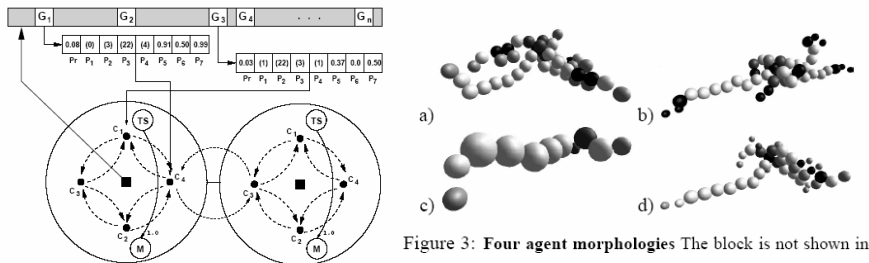 G1 G2 G3 G4 . . . Gn
0.08 (0) (3) (22) (4) 0.91 0.50 0.99
Pr P1 P2 P3 P4 P5 P6 P7
0.03 (1) (22) (3) (1) 0.37 0.0 0.50
Pr P1 P2 P3 P4 P5 P6 P7
TS TS
C1 C1
C3 C4 C3 C4
C2 C2
1.0 1.0
M M
a) b)
c) d)
Figure 3: Four agent morphologies The block is not shown in